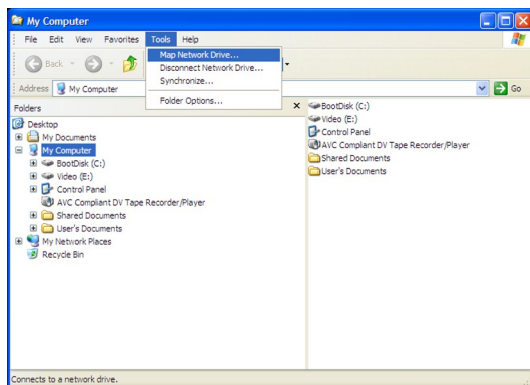 My Computer
File Edit View Favorites Tools Help
Map Network Drive...
Disconnect Network Drive...
Synchronize...
Folder Options...
Back
Address My Computer Go
Folders
Desktop
My Documents
My Computer
BootDisk (C:)
Video (E:)
Control Panel
AVC Compliant DV Tape Recorder/Player
Shared Documents
User's Documents
My Network Places
Recycle Bin
BootDisk (C:)
Video (E:)
Control Panel
AVC Compliant DV Tape Recorder/Player
Shared Documents
User's Documents
Connects to a network drive.